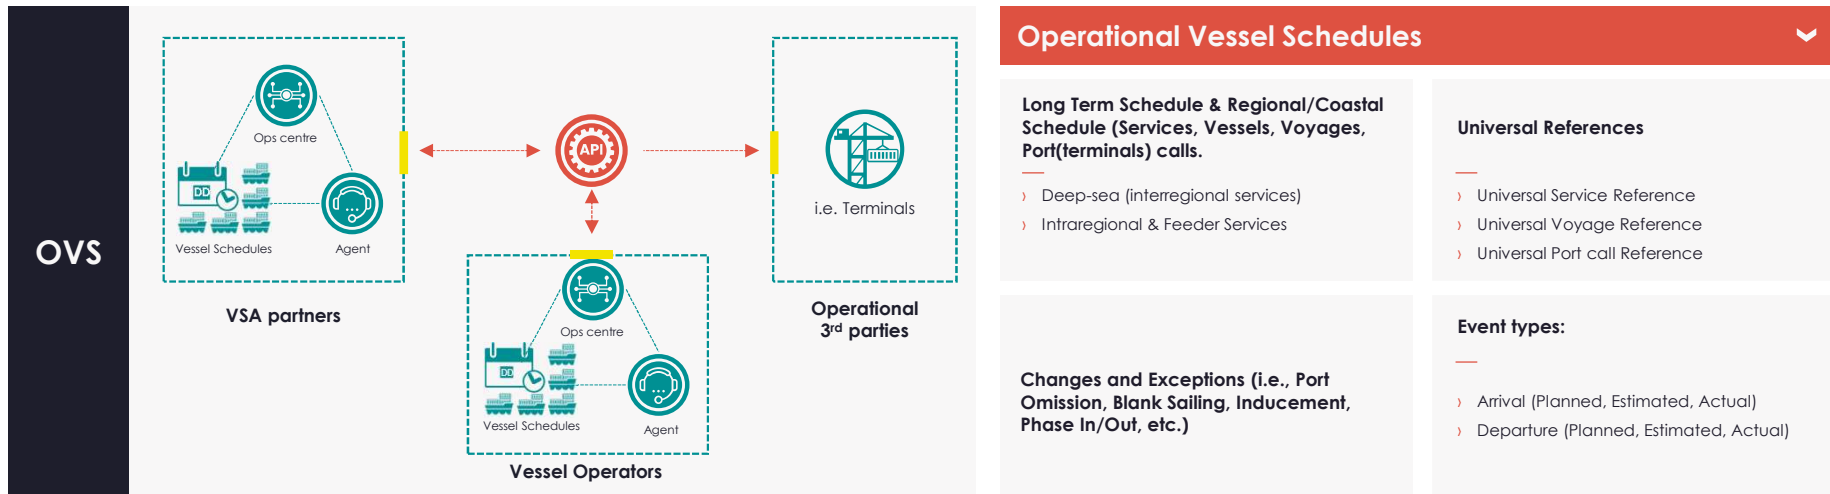 OVS
Ops centre
DD
Vessel Schedules
Agent
VSA partners
API
Ops centre
DD
Vessel Schedules
Agent
Vessel Operators
i.e. Terminals
Operational
3rd parties
Operational Vessel Schedules
Long Term Schedule & Regional/Coastal
Schedule (Services, Vessels, Voyages,
Port(terminals) calls.
› Deep-sea (interregional services)
› Intraregional & Feeder Services
Universal References
› Universal Service Reference
› Universal Voyage Reference
› Universal Port call Reference
Changes and Exceptions (i.e., Port
Omission, Blank Sailing, Inducement,
Phase In/Out, etc.)
Event types:
› Arrival (Planned, Estimated, Actual)
› Departure (Planned, Estimated, Actual)